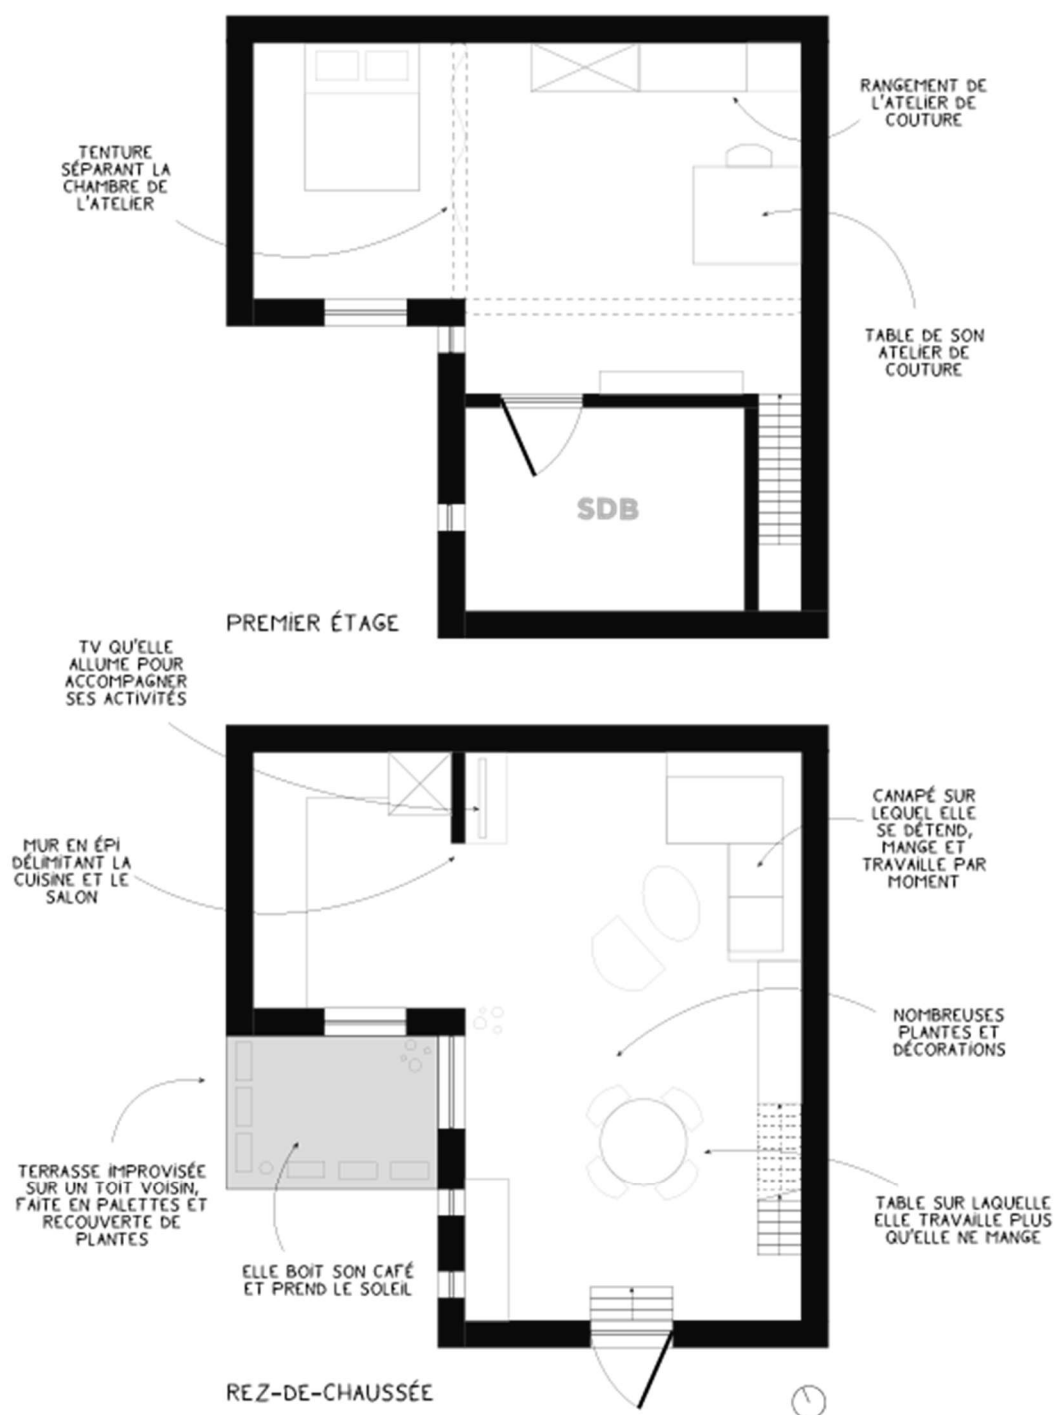 RANGEMENT DE
L'ATELIER DE
COUTURE
TENTURE
SÉPARANT LA
CHAMBRE DE
L'ATELIER
TABLE DE SON
ATELIER DE
COUTURE
SDB
PREMIER ÉTAGE
TV QU'ELLE
ALLUME POUR
ACCOMPAGNER
SES ACTIVITÉS
CANAPÉ SUR
LEQUEL ELLE
SE DÉTEND,
MANGE ET
TRAVAILLE PAR
MOMENT
MUR EN ÉPI
DÉLIMITANT LA
CUISINE ET LE
SALON
NOMBREUSES
PLANTES ET
DÉCORATIONS
TERRASSE IMPROVISÉE
SUR UN TOIT VOISIN,
FAITE EN PALETTES ET
RECOUVERTE DE
PLANTES
TABLE SUR LAQUELLE
ELLE TRAVAILLE PLUS
QU'ELLE NE MANGE
ELLE BOIT SON CAFÉ
ET PREND LE SOLEIL
REZ-DE-CHAUSSÉE